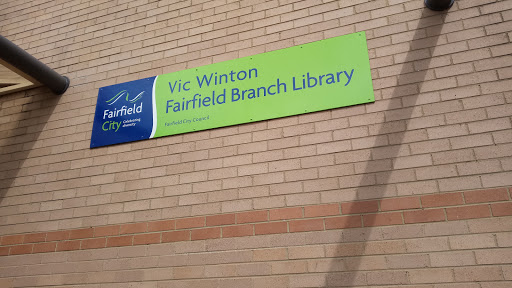 Fairfield
City
Celebrating
diversity
Vic Winton
Fairfield Branch Library
Fairfield City Council